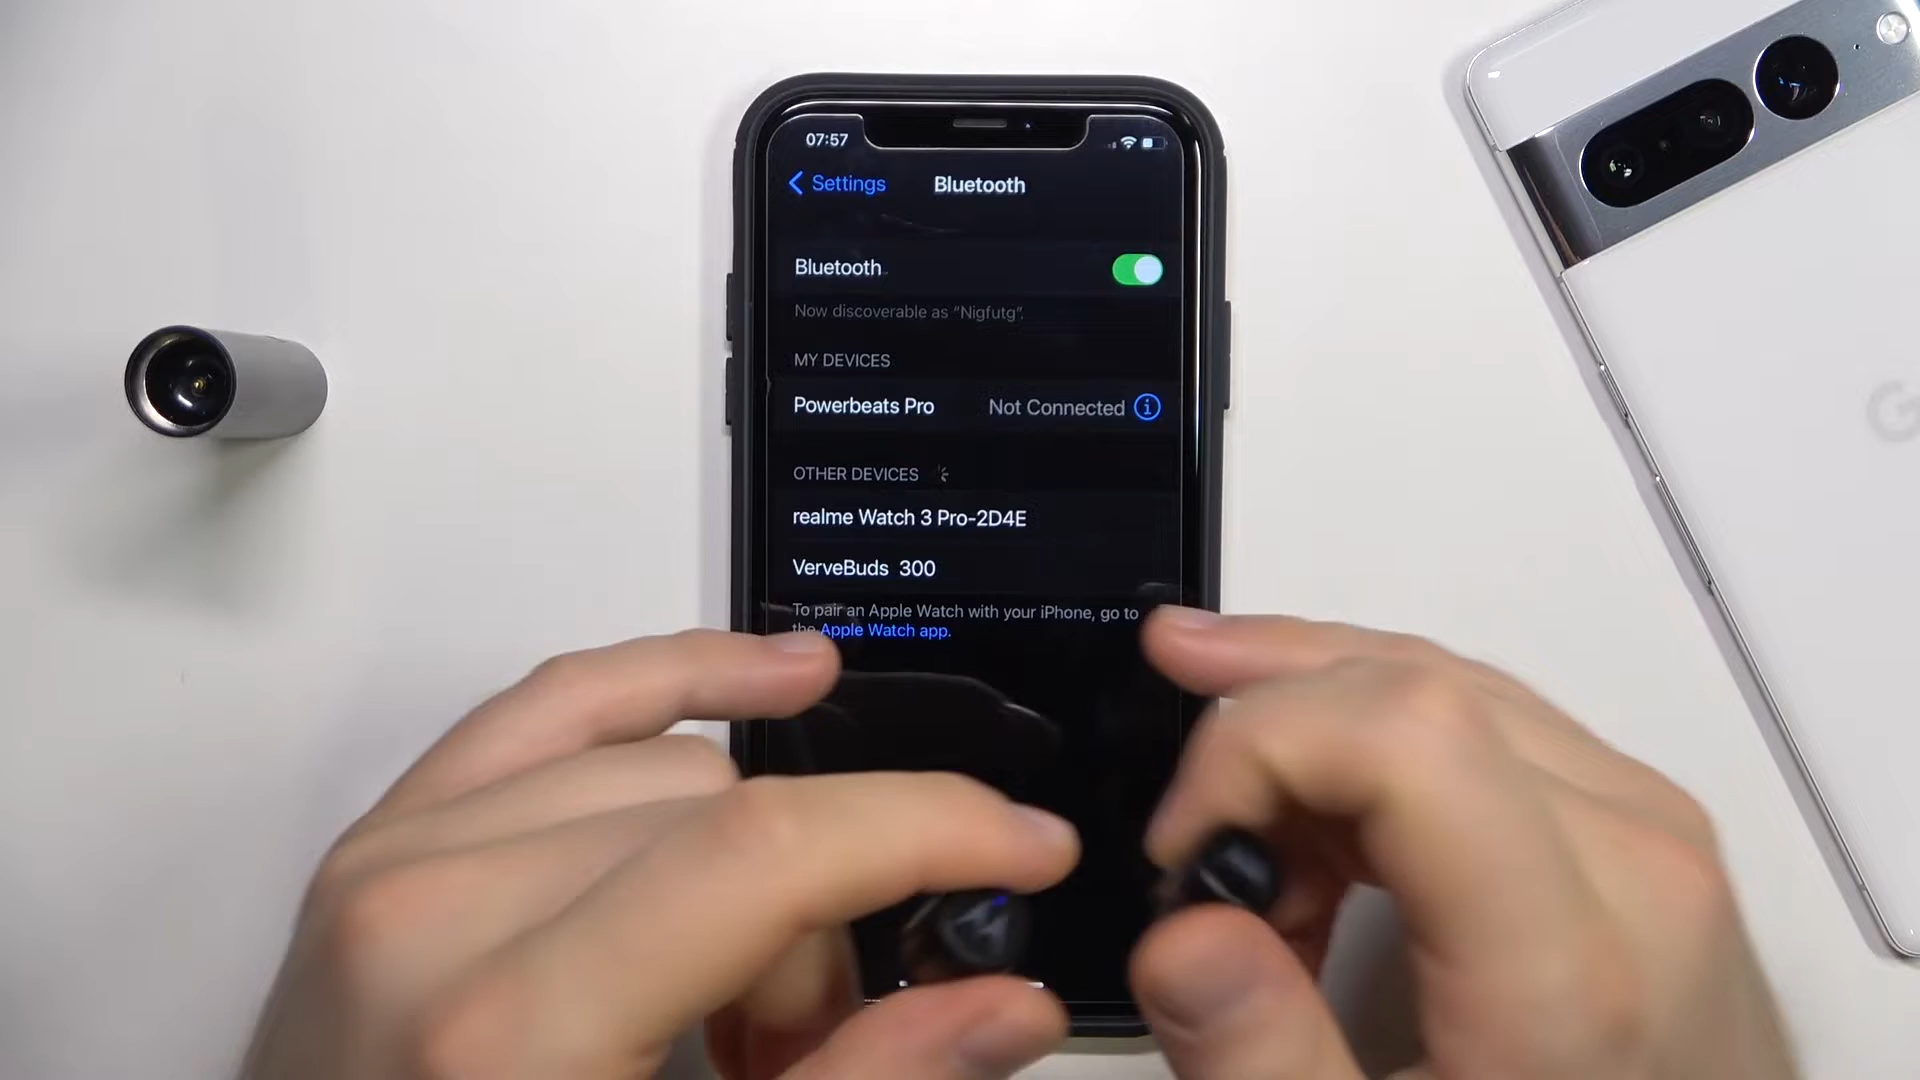 07:57
Settings
Bluetooth
Bluetooth
Now discoverable as “Nigfutg”.
MY DEVICES
Powerbeats Pro
Not Connected
OTHER DEVICES
realme Watch 3 Pro-2D4E
VerveBuds 300
To pair an Apple Watch with your iPhone, go to
the Apple Watch app.
G